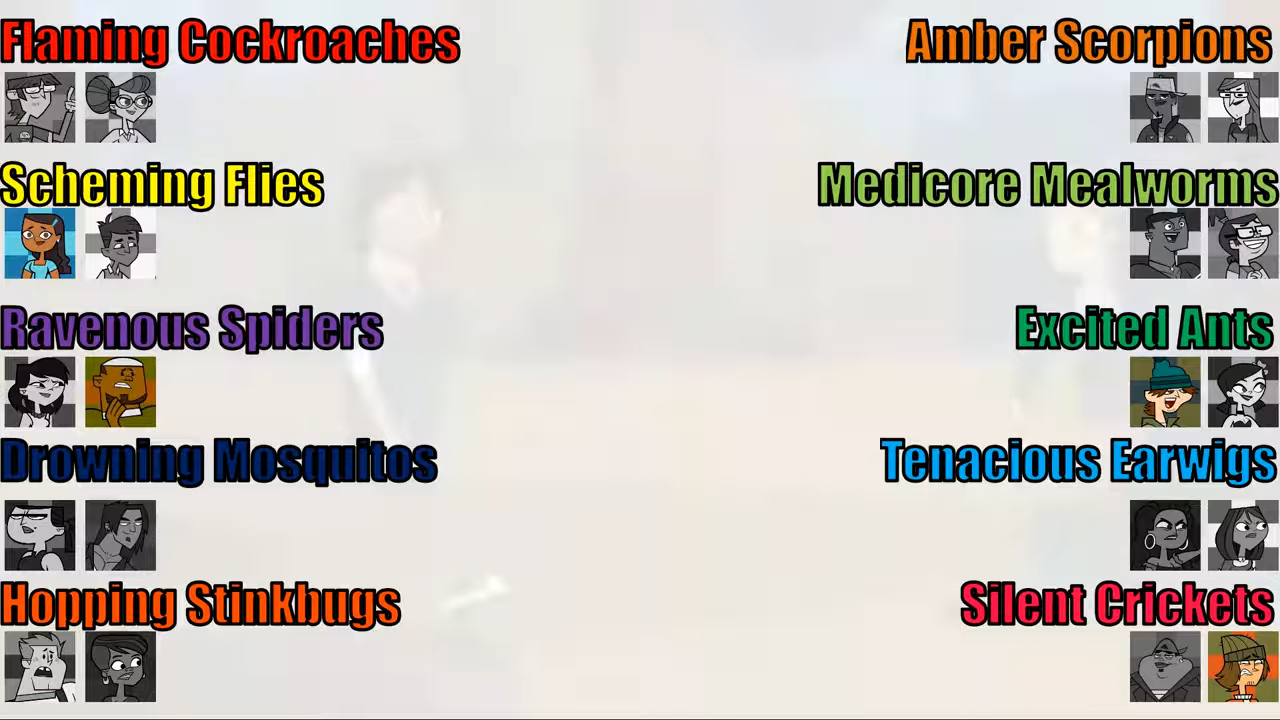 Flaming Cockroaches
Amber Scorpions
Scheming Flies
Medicore Mealworms
Ravenous Spiders
Excited Ants
Drowning Mosquitos
Tenacious Earwigs
Hopping Stinkbugs
Silent Crickets